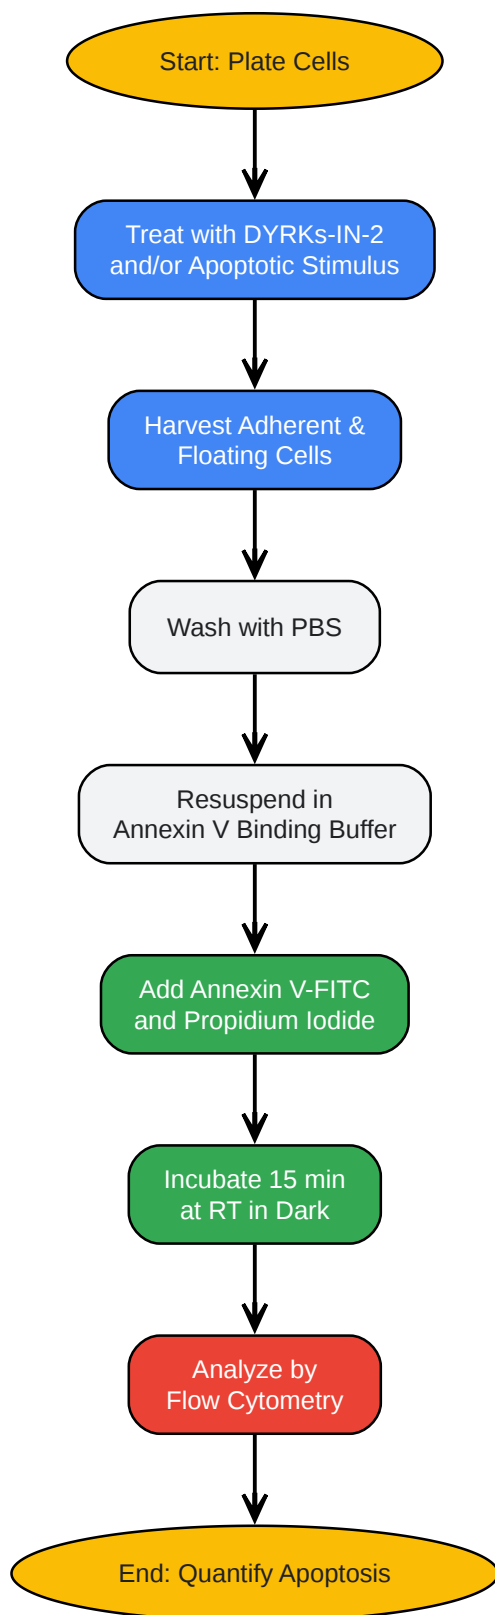 Start: Plate Cells
Treat with DYRKs-IN-2
and/or Apoptotic Stimulus
Harvest Adherent &
Floating Cells
Wash with PBS
Resuspend in
Annexin V Binding Buffer
Add Annexin V-FITC
and Propidium Iodide
Incubate 15 min
at RT in Dark
Analyze by
Flow Cytometry
End: Quantify Apoptosis